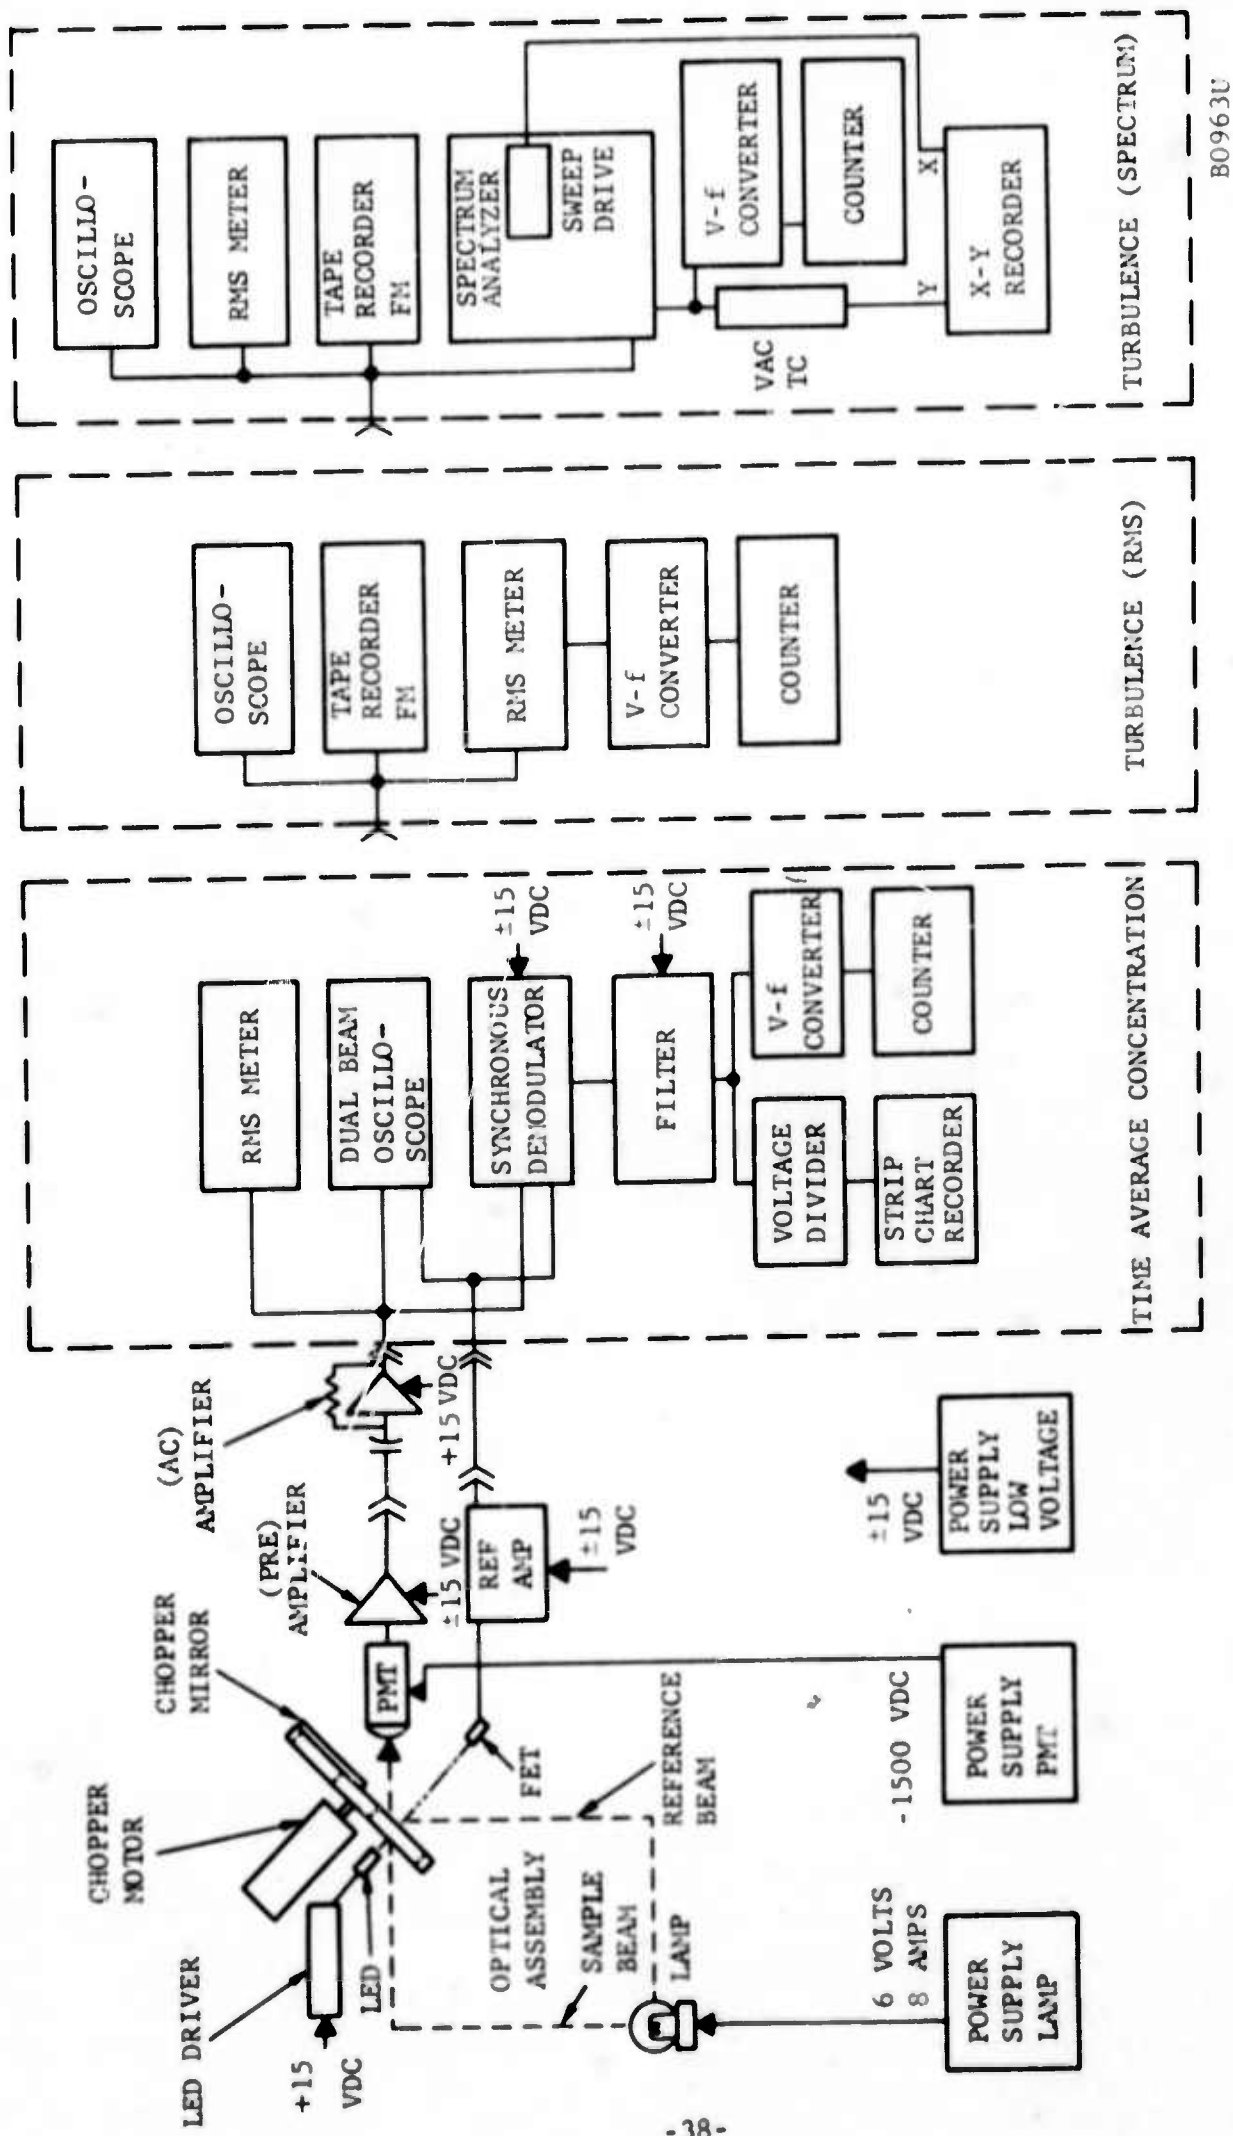 CHOPPER
MOTOR
CHOPPER
MIRROR
LED DRIVER
+15
VDC
LED
(PRE)
AMPLIFIER
(AC)
AMPLIFIER
PMT
±15 VDC
+15 VDC
REF
AMP
±15
VDC
FET
OPTICAL
ASSEMBLY
SAMPLE
BEAM
REFERENCE
BEAM
LAMP
6 VOLTS
8 AMPS
POWER
SUPPLY
LAMP
-1500 VDC
POWER
SUPPLY
PMT
±15
VDC
POWER
SUPPLY
LOW
VOLTAGE
RMS METER
DUAL BEAM
OSCILLO-
SCOPE
SYNCHRONOUS
DEMODULATOR
±15
VDC
FILTER
±15
VDC
VOLTAGE
DIVIDER
V-f
CONVERTER
STRIP
CHART
RECORDER
COUNTER
TIME AVERAGE CONCENTRATION
OSCILLO-
SCOPE
TAPE
RECORDER
FM
RMS METER
V-f
CONVERTER
COUNTER
TURBULENCE (RMS)
OSCILLO-
SCOPE
RMS METER
TAPE
RECORDER
FM
SPECTRUM
ANALYZER
SWEEP
DRIVE
VAC
TC
V-f
CONVERTER
COUNTER
Y
X
X-Y
RECORDER
TURBULENCE (SPECTRUM)
B0963U
-38-